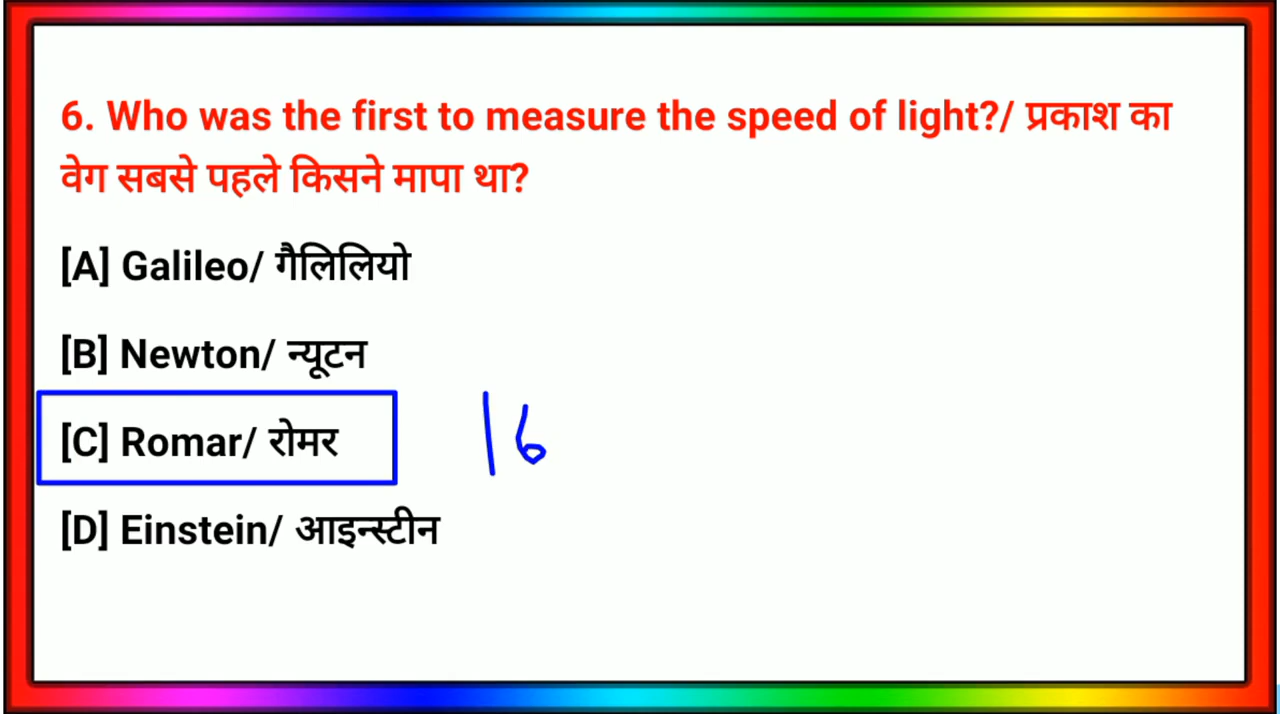 6. Who was the first to measure the speed of light?/ प्रकाश का
वेग सबसे पहले किसने मापा था?
[A] Galileo/ गैलिलियो
[B] Newton/ न्यूटन
[C] Romar/ रोमर 16
[D] Einstein/ आइन्स्टीन